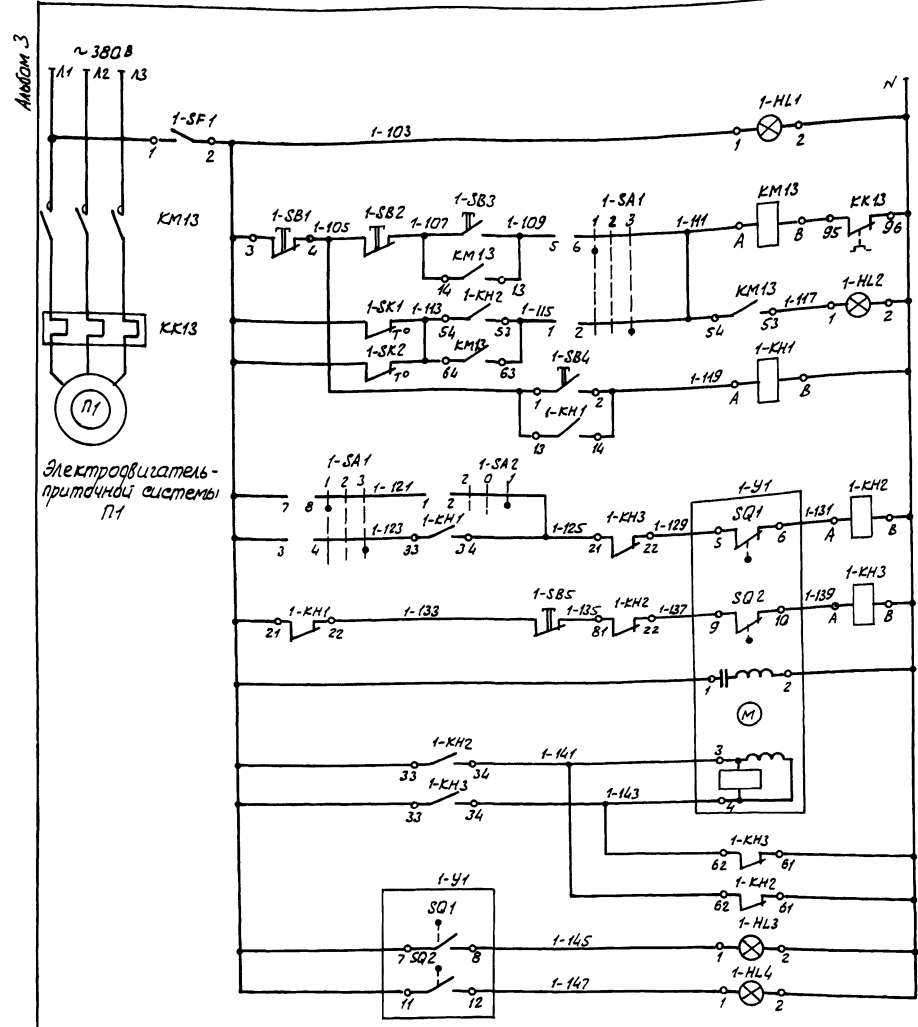 Альбом 3
~ 380 В
Л1 Л2 Л3
N
1-SF1
1 2
1-103
1-HL1
1 2
KM13
1-SB1
3 4
1-105
1-SB2
1-107
1-SB3
1-109
5 6
1-SA1
1 2 3
1-111
KM13
A B
KK13
95 96
KM13
14 13
1-SK1
T°
1-113
1-KH2
54 53
1-115
1 2
KM13
54 53
1-117
1-HL2
1 2
KK13
1-SK2
T°
KM13
64 63
1-SB4
1 2
1-119
1-KH1
A B
1-KH1
13 14
П1
Электродвигатель-
приточной системы
П1
1-SA1
7 8
1 2 3
1-121
1-SA2
1 2
2 0 1
3 4
1-123
1-KH1
33 34
1-125
1-KH3
21 22
1-129
1-У1
SQ1
5 6
1-131
1-KH2
A B
1-KH1
21 22
1-133
1-SB5
1-135
1-KH2
81 22
1-137
SQ2
9 10
1-139
1-KH3
A B
1 2
M
1-KH2
33 34
1-141
3
1-KH3
33 34
1-143
4
1-KH3
62 61
1-KH2
62 61
1-У1
SQ1
7 8
1-145
1-HL3
1 2
SQ2
11 12
1-147
1-HL4
1 2